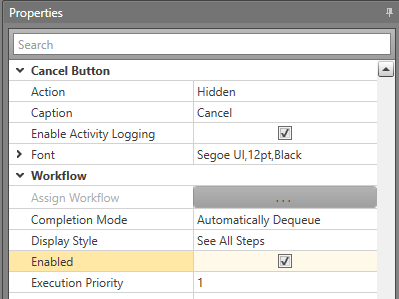 Properties
Search
Cancel Button
Action Hidden
Caption Cancel
Enable Activity Logging
Font Segoe UI,12pt,Black
Workflow
Assign Workflow ...
Completion Mode Automatically Dequeue
Display Style See All Steps
Enabled
Execution Priority 1